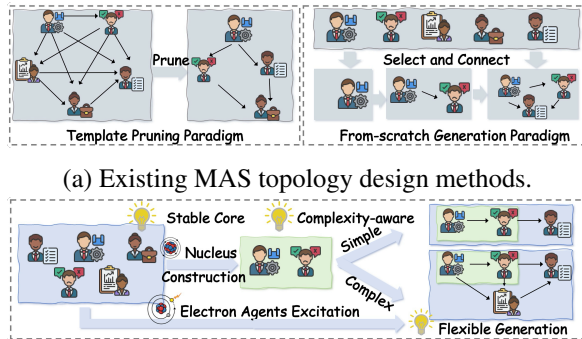 Prune
Template Pruning Paradigm
Select and Connect
From-scratch Generation Paradigm
(a) Existing MAS topology design methods.
Stable Core
Complexity-aware
Nucleus
Construction
Simple
Complex
Electron Agents Excitation
Flexible Generation